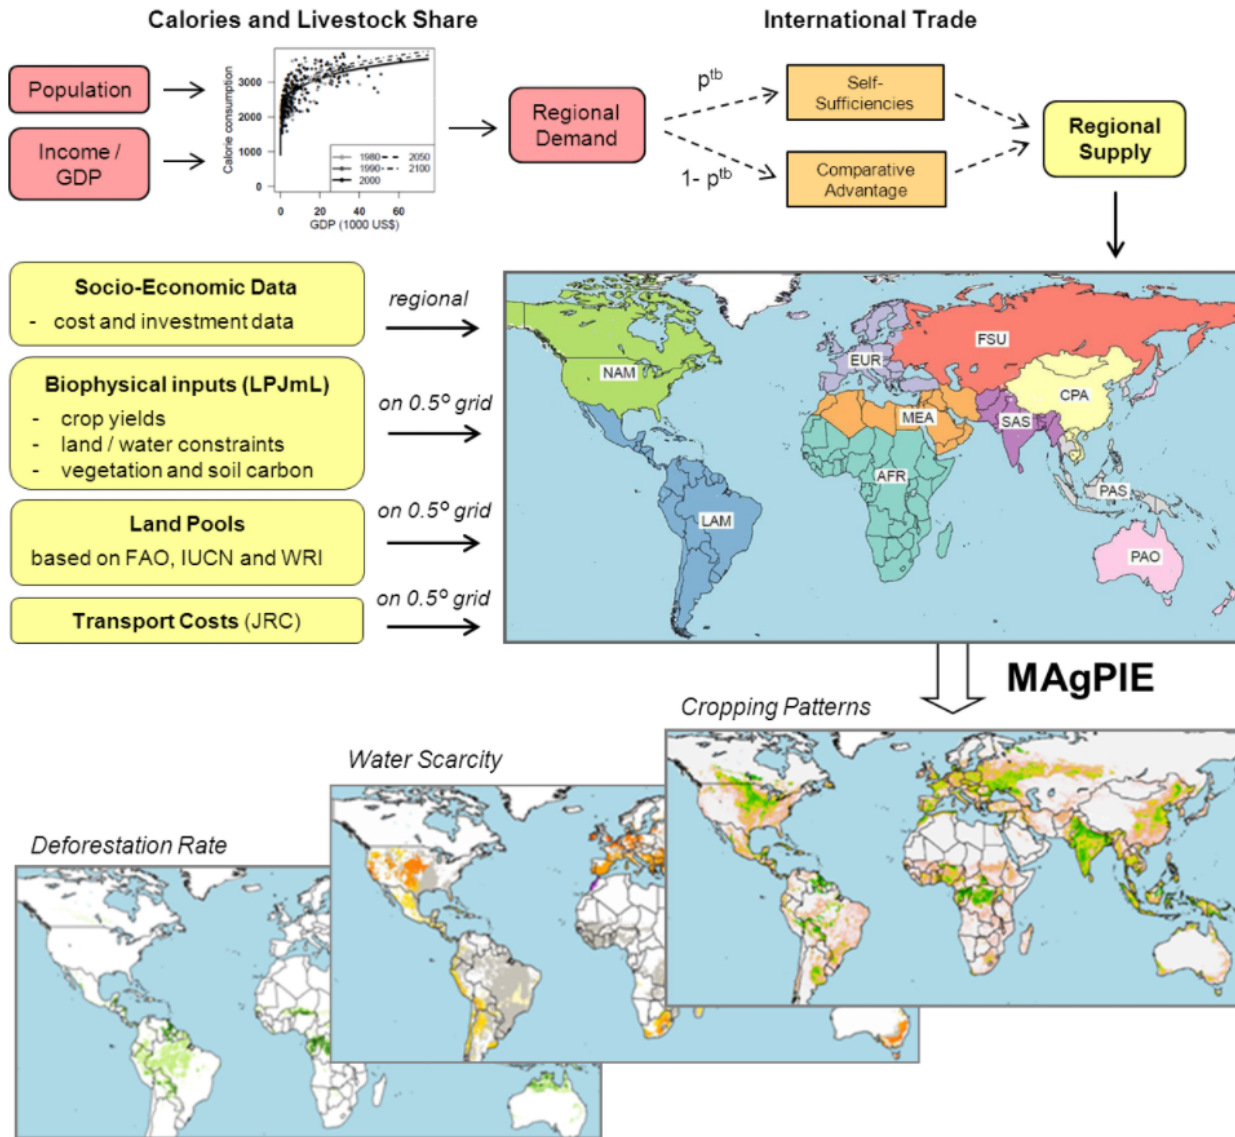 Calories and Livestock Share
International Trade
Population
Income /
GDP
Calorie consumption
3000
2000
1000
0
1980
1990
2000
2050
2100
0
20
40
60
GDP (1000 US$)
Regional
Demand
p^tb
1- p^tb
Self-
Sufficiencies
Comparative
Advantage
Regional
Supply
Socio-Economic Data
- cost and investment data
regional
Biophysical inputs (LPJmL)
- crop yields
- land / water constraints
- vegetation and soil carbon
on 0.5° grid
Land Pools
based on FAO, IUCN and WRI
on 0.5° grid
Transport Costs (JRC)
on 0.5° grid
NAM
EUR
FSU
CPA
MEA
SAS
AFR
PAS
LAM
PAO
MAgPIE
Cropping Patterns
Water Scarcity
Deforestation Rate